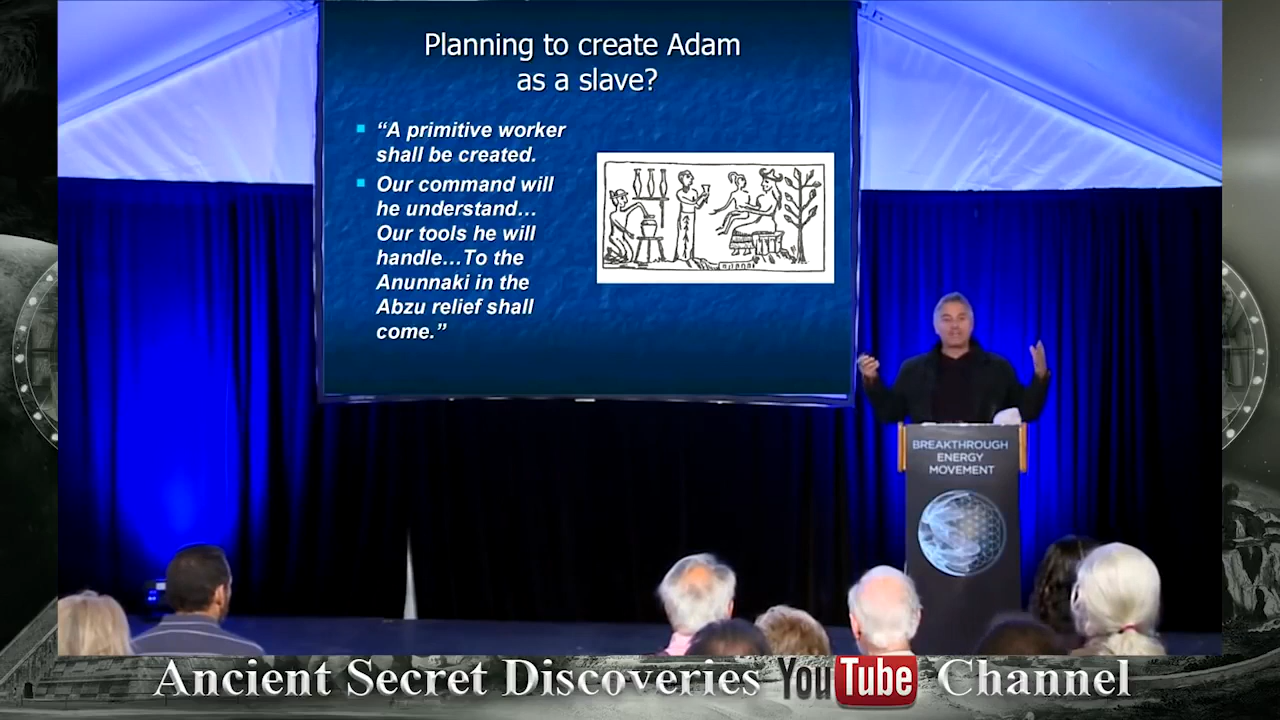 Planning to create Adam
as a slave?
“A primitive worker
shall be created.
Our command will
he understand...
Our tools he will
handle...To the
Anunnaki in the
Abzu relief shall
come.”
BREAKTHROUGH
ENERGY
MOVEMENT
Ancient Secret Discoveries YouTube Channel